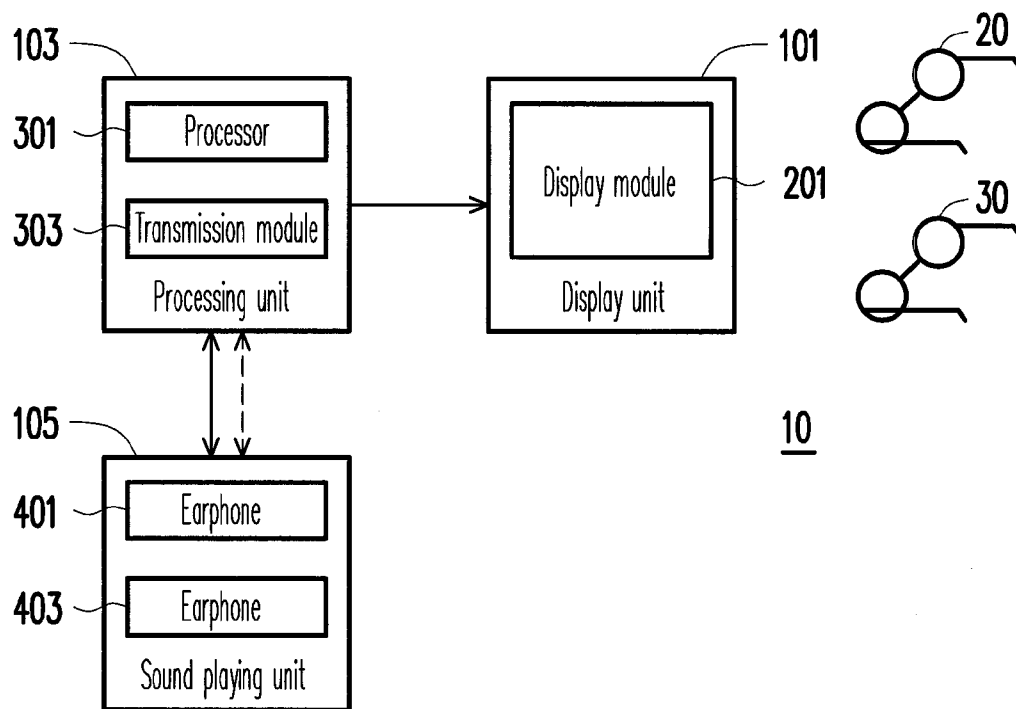 103
301
Processor
303
Transmission module
Processing unit
101
Display module
201
Display unit
20
30
105
401
Earphone
403
Earphone
Sound playing unit
10